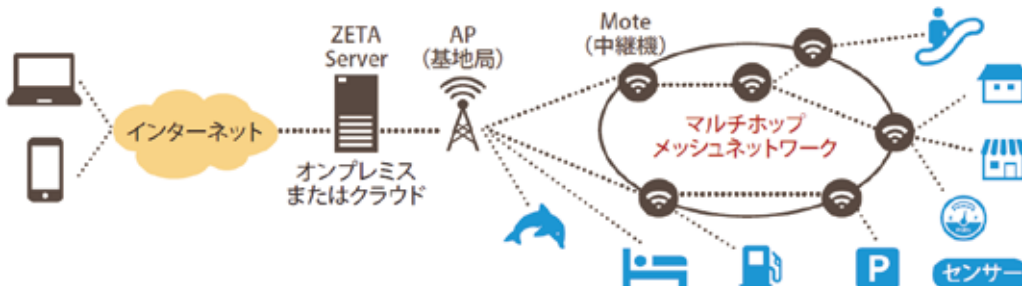 ZETA
Server
AP
(基地局)
Mote
(中継機)
インターネット
オンプレミス
またはクラウド
マルチホップ
メッシュネットワーク
P
センサー